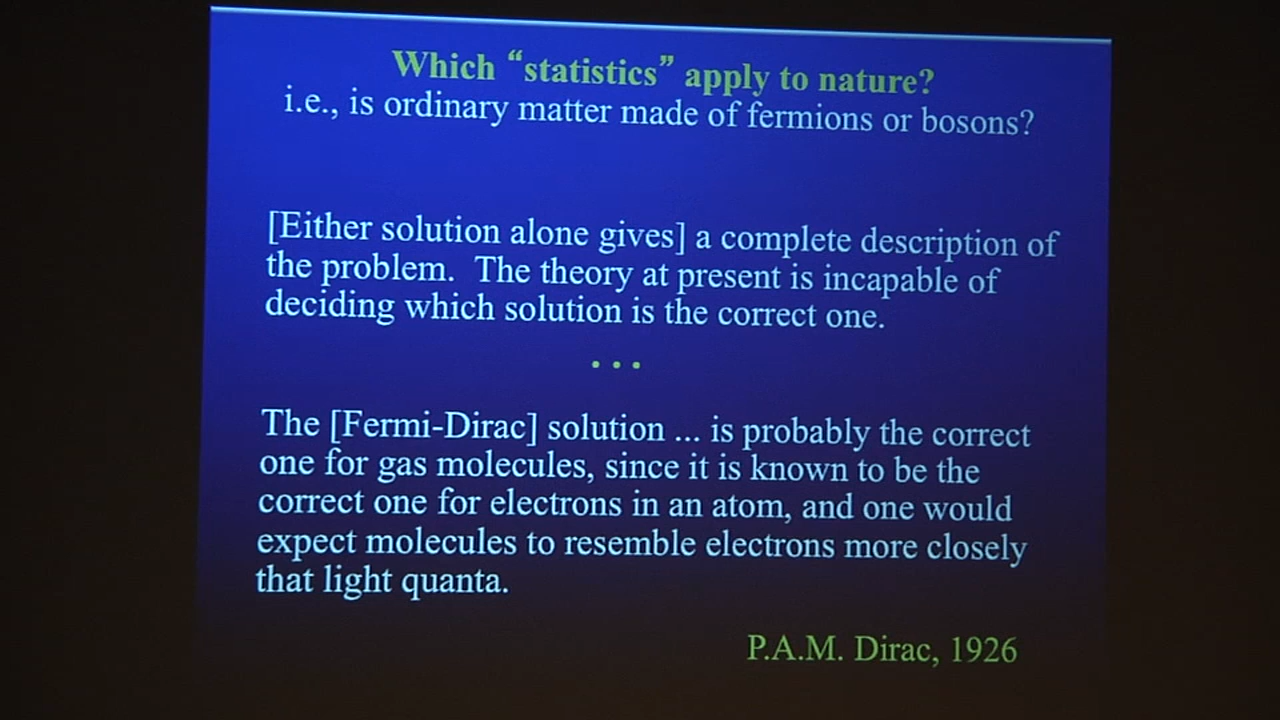 Which “statistics” apply to nature?
i.e., is ordinary matter made of fermions or bosons?
[Either solution alone gives] a complete description of
the problem.  The theory at present is incapable of
deciding which solution is the correct one.
• • •
The [Fermi-Dirac] solution ... is probably the correct
one for gas molecules, since it is known to be the
correct one for electrons in an atom, and one would
expect molecules to resemble electrons more closely
that light quanta.
P.A.M. Dirac, 1926